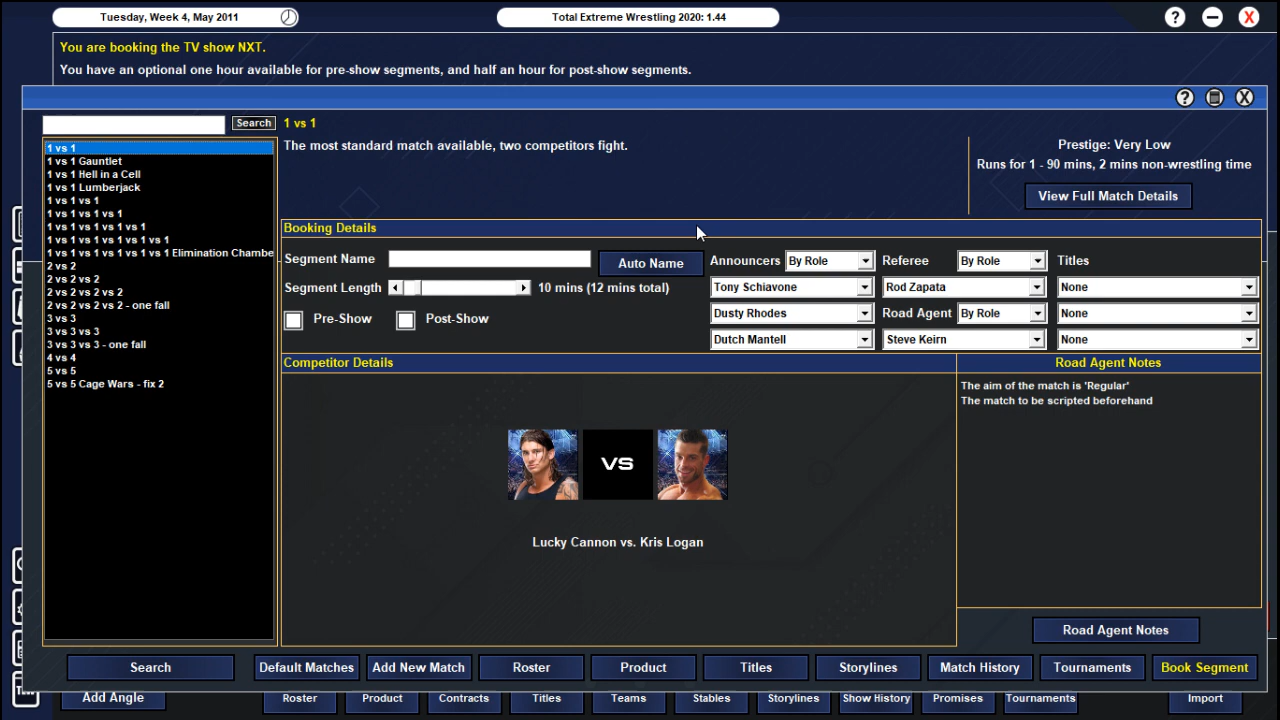 Tuesday, Week 4, May 2011
Total Extreme Wrestling 2020: 1.44
?
X
You are booking the TV show NXT.
You have an optional one hour available for pre-show segments, and half an hour for post-show segments.
?
X
Search
1 vs 1
1 vs 1
1 vs 1 Gauntlet
1 vs 1 Hell in a Cell
1 vs 1 Lumberjack
1 vs 1 vs 1
1 vs 1 vs 1 vs 1
1 vs 1 vs 1 vs 1 vs 1
1 vs 1 vs 1 vs 1 vs 1 vs 1
1 vs 1 vs 1 vs 1 vs 1 vs 1 Elimination Chambe
2 vs 2
2 vs 2 vs 2
2 vs 2 vs 2 vs 2
2 vs 2 vs 2 vs 2 - one fall
3 vs 3
3 vs 3 vs 3
3 vs 3 vs 3 - one fall
4 vs 4
5 vs 5
5 vs 5 Cage Wars - fix 2
The most standard match available, two competitors fight.
Prestige: Very Low
Runs for 1 - 90 mins, 2 mins non-wrestling time
View Full Match Details
Booking Details
Segment Name
Auto Name
Announcers
By Role
Referee
By Role
Titles
Segment Length
10 mins (12 mins total)
Tony Schiavone
Rod Zapata
None
Pre-Show
Post-Show
Dusty Rhodes
Road Agent
By Role
None
Dutch Mantell
Steve Keirn
None
Competitor Details
Road Agent Notes
The aim of the match is 'Regular'
The match to be scripted beforehand
VS
Lucky Cannon vs. Kris Logan
Road Agent Notes
Search
Default Matches
Add New Match
Roster
Product
Titles
Storylines
Match History
Tournaments
Book Segment
Add Angle
Roster
Product
Contracts
Titles
Teams
Stables
Storylines
Show History
Promises
Tournaments
Import